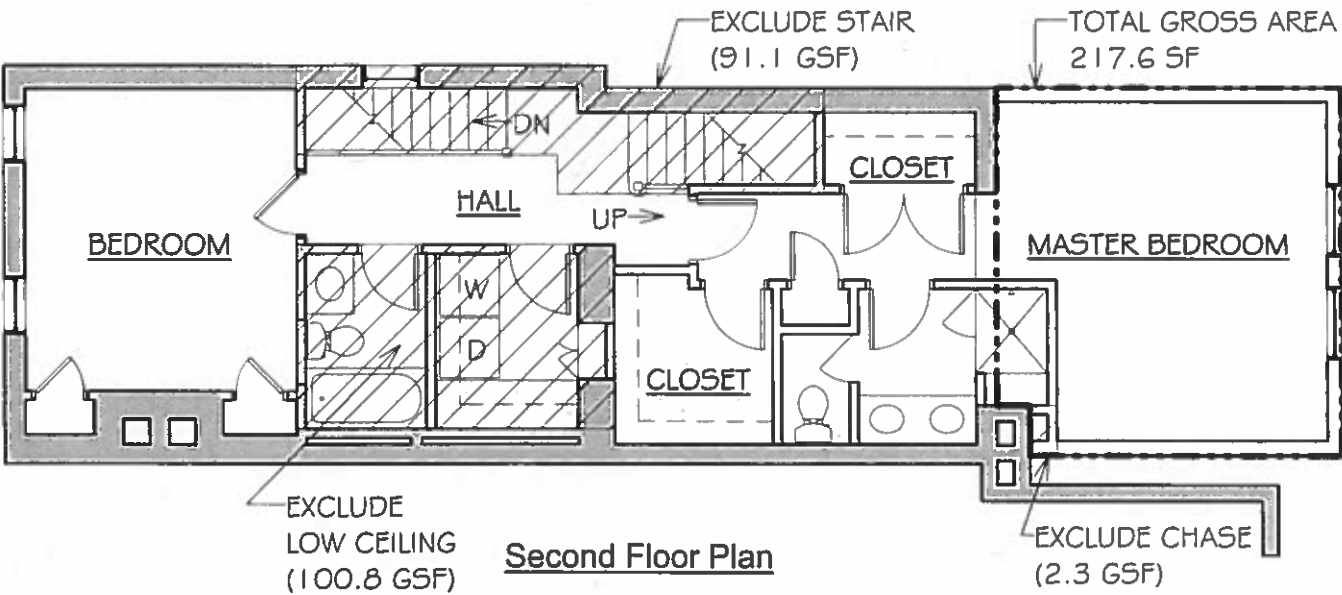 EXCLUDE STAIR
(91.1 GSF)
TOTAL GROSS AREA
217.6 SF
DN
CLOSET
HALL
UP
BEDROOM
MASTER BEDROOM
W
D
CLOSET
EXCLUDE
LOW CEILING
(100.8 GSF)
Second Floor Plan
EXCLUDE CHASE
(2.3 GSF)